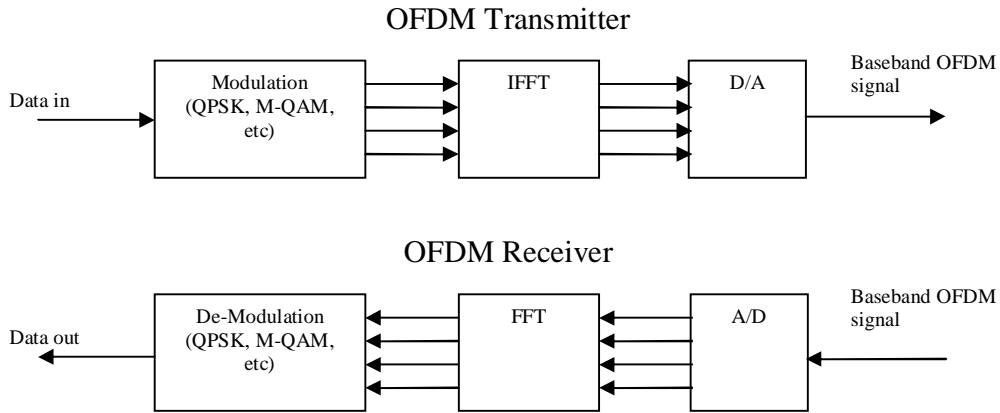 OFDM Transmitter
Data in
Modulation
(QPSK, M-QAM,
etc)
IFFT
D/A
Baseband OFDM
signal
OFDM Receiver
Data out
De-Modulation
(QPSK, M-QAM,
etc)
FFT
A/D
Baseband OFDM
signal